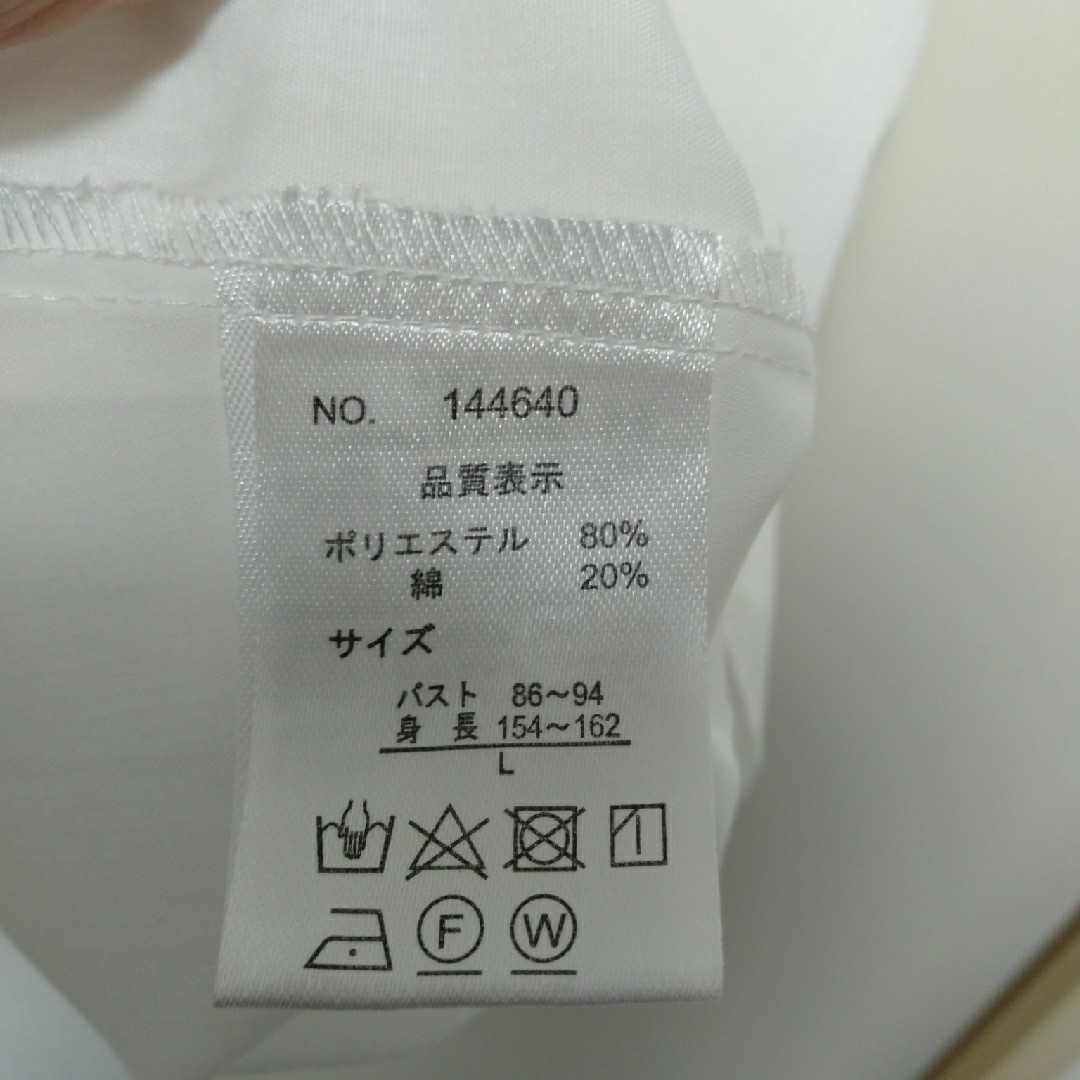 NO. 144640
品質表示
ポリエステル 80%
綿 20%
サイズ
バスト 86～94
身長 154～162
L
F W